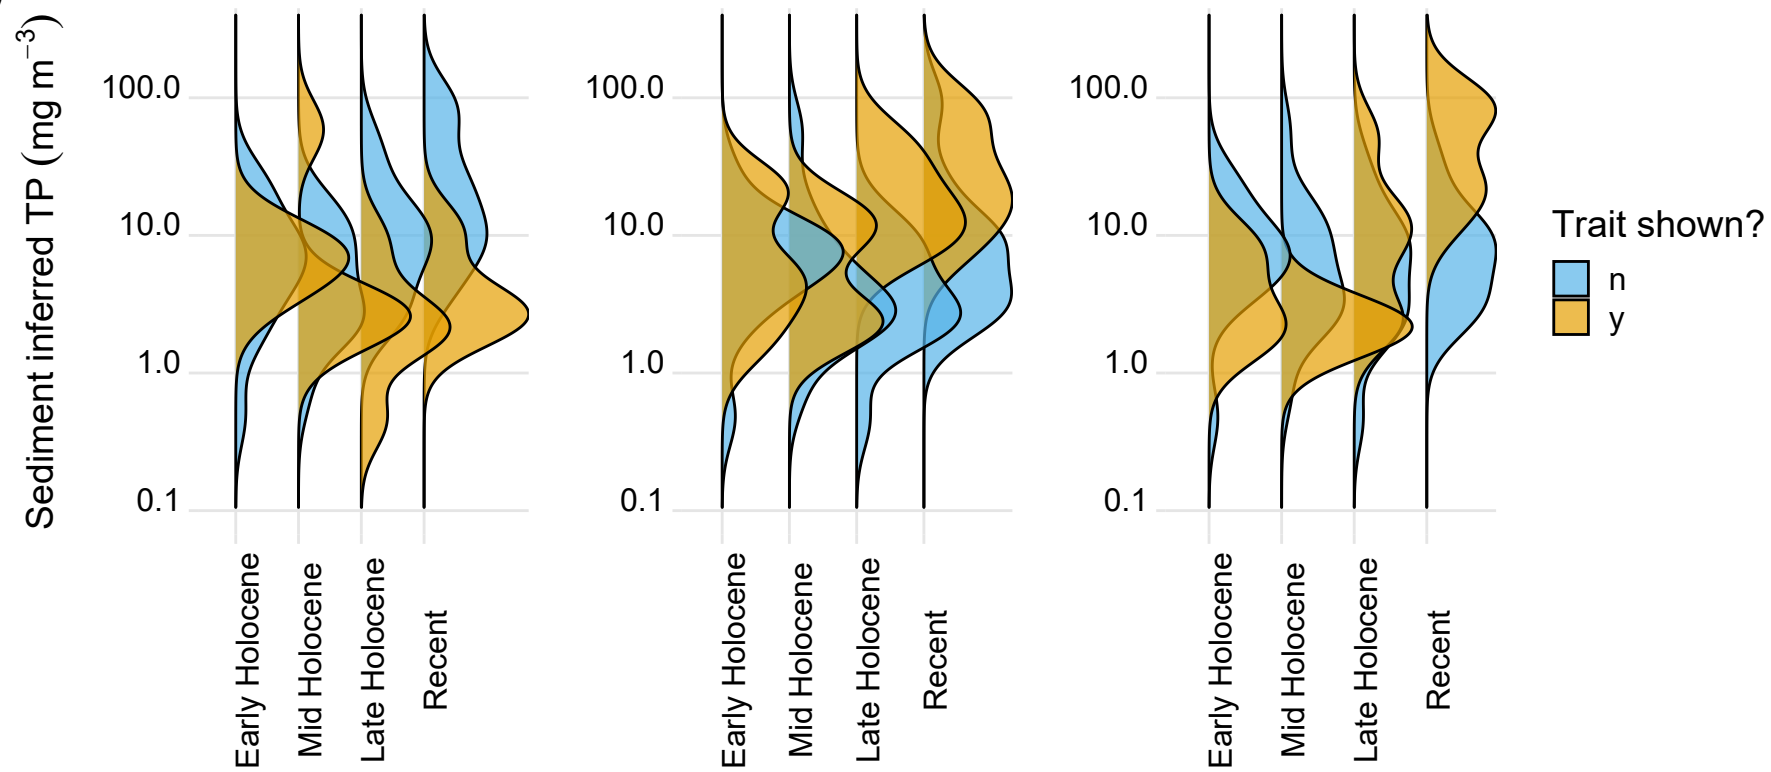 Sediment inferred TP (mg m⁻³)
100.0
10.0
1.0
0.1
Early Holocene
Mid Holocene
Late Holocene
Recent
100.0
10.0
1.0
0.1
Early Holocene
Mid Holocene
Late Holocene
Recent
100.0
10.0
1.0
0.1
Early Holocene
Mid Holocene
Late Holocene
Recent
Trait shown?
n
y